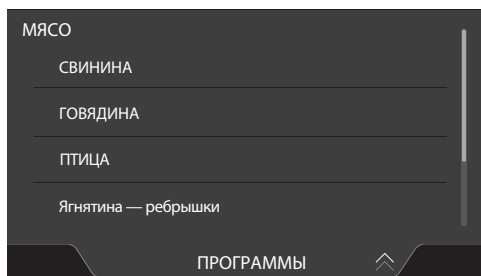 МЯСО
СВИНИНА
ГОВЯДИНА
ПТИЦА
Ягнятина — ребрышки
ПРОГРАММЫ